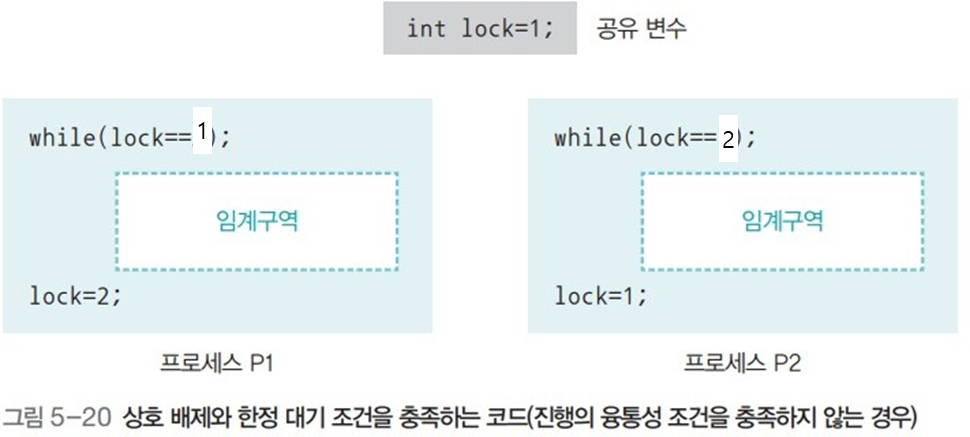 int lock=1; 공유 변수
while(lock==1);
임계구역
lock=2;
프로세스 P1
while(lock==2);
임계구역
lock=1;
프로세스 P2
그림 5-20 상호 배제와 한정 대기 조건을 충족하는 코드(진행의 융통성 조건을 충족하지 않는 경우)